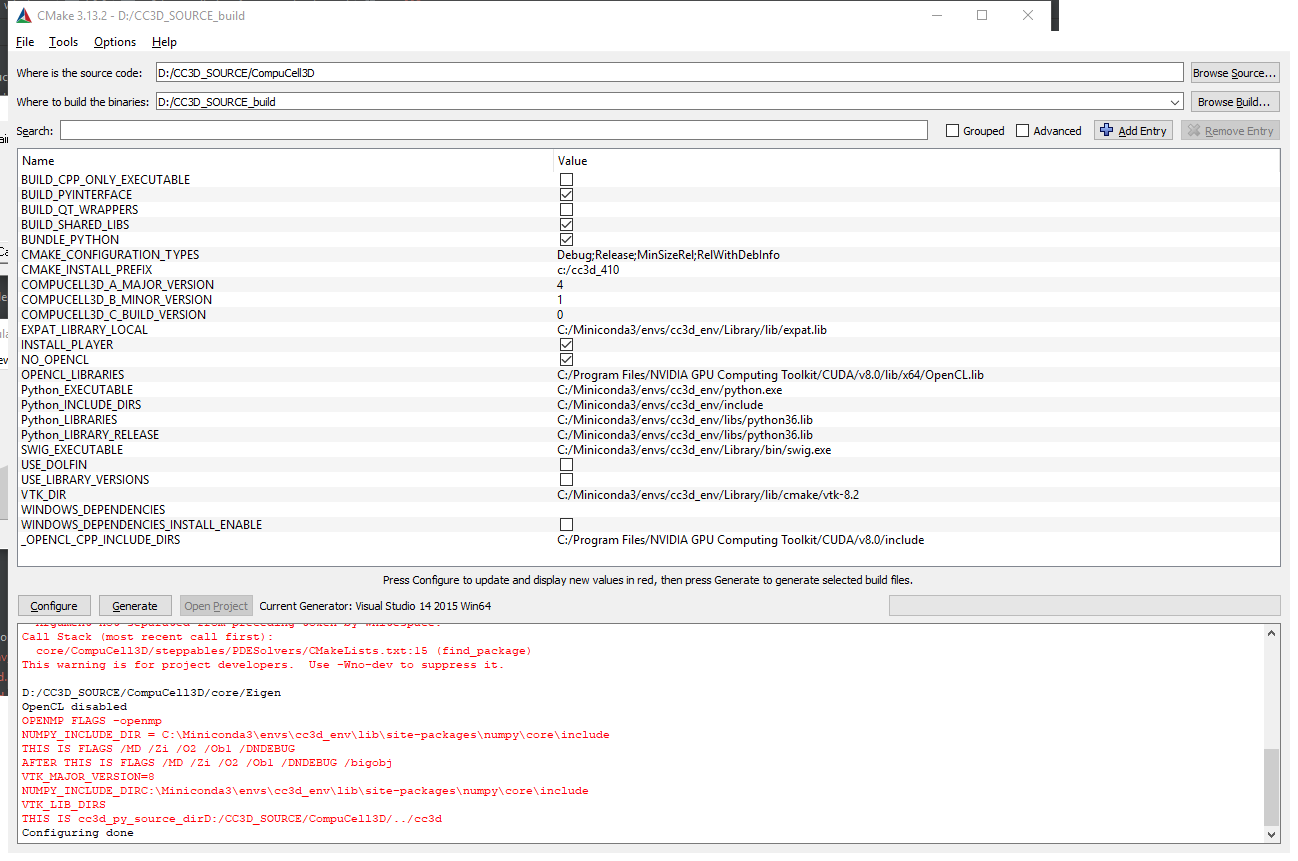 CMake 3.13.2 - D:/CC3D_SOURCE_build
File Tools Options Help
Where is the source code: D:/CC3D_SOURCE/CompuCell3D Browse Source...
Where to build the binaries: D:/CC3D_SOURCE_build Browse Build...
Search: Grouped Advanced Add Entry Remove Entry
Name Value
BUILD_CPP_ONLY_EXECUTABLE
BUILD_PYINTERFACE
BUILD_QT_WRAPPERS
BUILD_SHARED_LIBS
BUNDLE_PYTHON
CMAKE_CONFIGURATION_TYPES Debug;Release;MinSizeRel;RelWithDebInfo
CMAKE_INSTALL_PREFIX c:/cc3d_410
COMPUCELL3D_A_MAJOR_VERSION 4
COMPUCELL3D_B_MINOR_VERSION 1
COMPUCELL3D_C_BUILD_VERSION 0
EXPAT_LIBRARY_LOCAL C:/Miniconda3/envs/cc3d_env/Library/lib/expat.lib
INSTALL_PLAYER
NO_OPENCL
OPENCL_LIBRARIES C:/Program Files/NVIDIA GPU Computing Toolkit/CUDA/v8.0/lib/x64/OpenCL.lib
Python_EXECUTABLE C:/Miniconda3/envs/cc3d_env/python.exe
Python_INCLUDE_DIRS C:/Miniconda3/envs/cc3d_env/include
Python_LIBRARIES C:/Miniconda3/envs/cc3d_env/libs/python36.lib
Python_LIBRARY_RELEASE C:/Miniconda3/envs/cc3d_env/libs/python36.lib
SWIG_EXECUTABLE C:/Miniconda3/envs/cc3d_env/Library/bin/swig.exe
USE_DOLFIN
USE_LIBRARY_VERSIONS
VTK_DIR C:/Miniconda3/envs/cc3d_env/Library/lib/cmake/vtk-8.2
WINDOWS_DEPENDENCIES
WINDOWS_DEPENDENCIES_INSTALL_ENABLE
_OPENCL_CPP_INCLUDE_DIRS C:/Program Files/NVIDIA GPU Computing Toolkit/CUDA/v8.0/include
Press Configure to update and display new values in red, then press Generate to generate selected build files.
Configure Generate Open Project Current Generator: Visual Studio 14 2015 Win64
Argument not separated from preceding token by whitespace.
Call Stack (most recent call first):
core/CompuCell3D/steppables/PDESolvers/CMakeLists.txt:15 (find_package)
This warning is for project developers.  Use -Wno-dev to suppress it.
D:/CC3D_SOURCE/CompuCell3D/core/Eigen
OpenCL disabled
OPENMP FLAGS -openmp
NUMPY_INCLUDE_DIR = C:\Miniconda3\envs\cc3d_env\lib\site-packages\numpy\core\include
THIS IS FLAGS /MD /Zi /O2 /Ob1 /DNDEBUG
AFTER THIS IS FLAGS /MD /Zi /O2 /Ob1 /DNDEBUG /bigobj
VTK_MAJOR_VERSION=8
NUMPY_INCLUDE_DIRC:\Miniconda3\envs\cc3d_env\lib\site-packages\numpy\core\include
VTK_LIB_DIRS
THIS IS cc3d_py_source_dirD:/CC3D_SOURCE/CompuCell3D/../cc3d
Configuring done